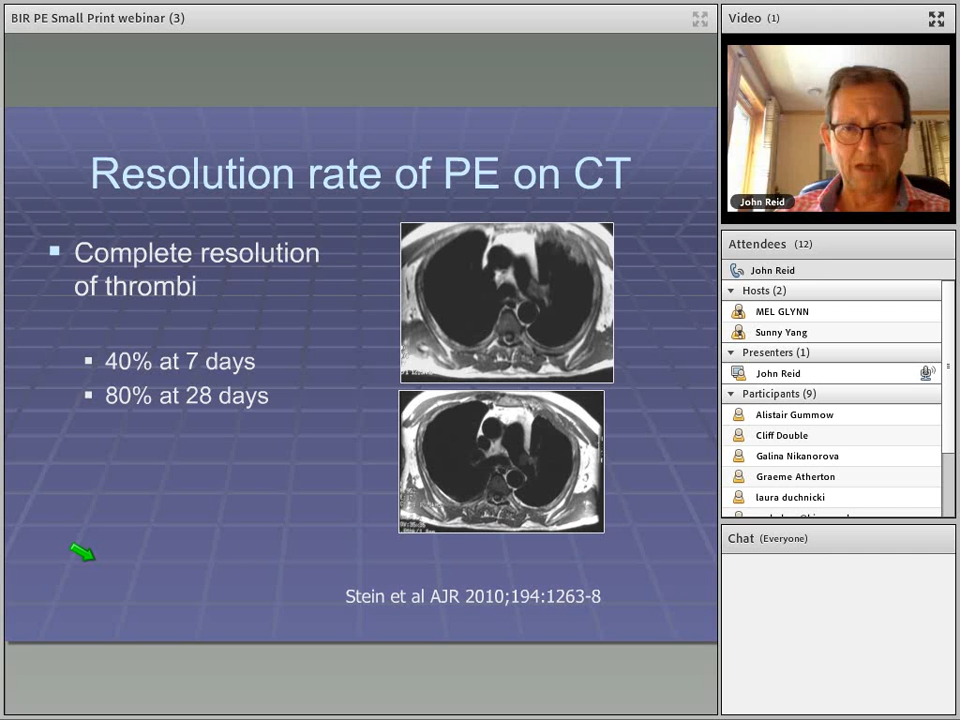 BIR PE Small Print webinar (3)
Resolution rate of PE on CT
Complete resolution
of thrombi
40% at 7 days
80% at 28 days
Stein et al AJR 2010;194:1263-8
Video (1)
John Reid
Attendees (12)
John Reid
Hosts (2)
MEL GLYNN
Sunny Yang
Presenters (1)
John Reid
Participants (9)
Alistair Gummow
Cliff Double
Galina Nikanorova
Graeme Atherton
laura duchnicki
Chat (Everyone)